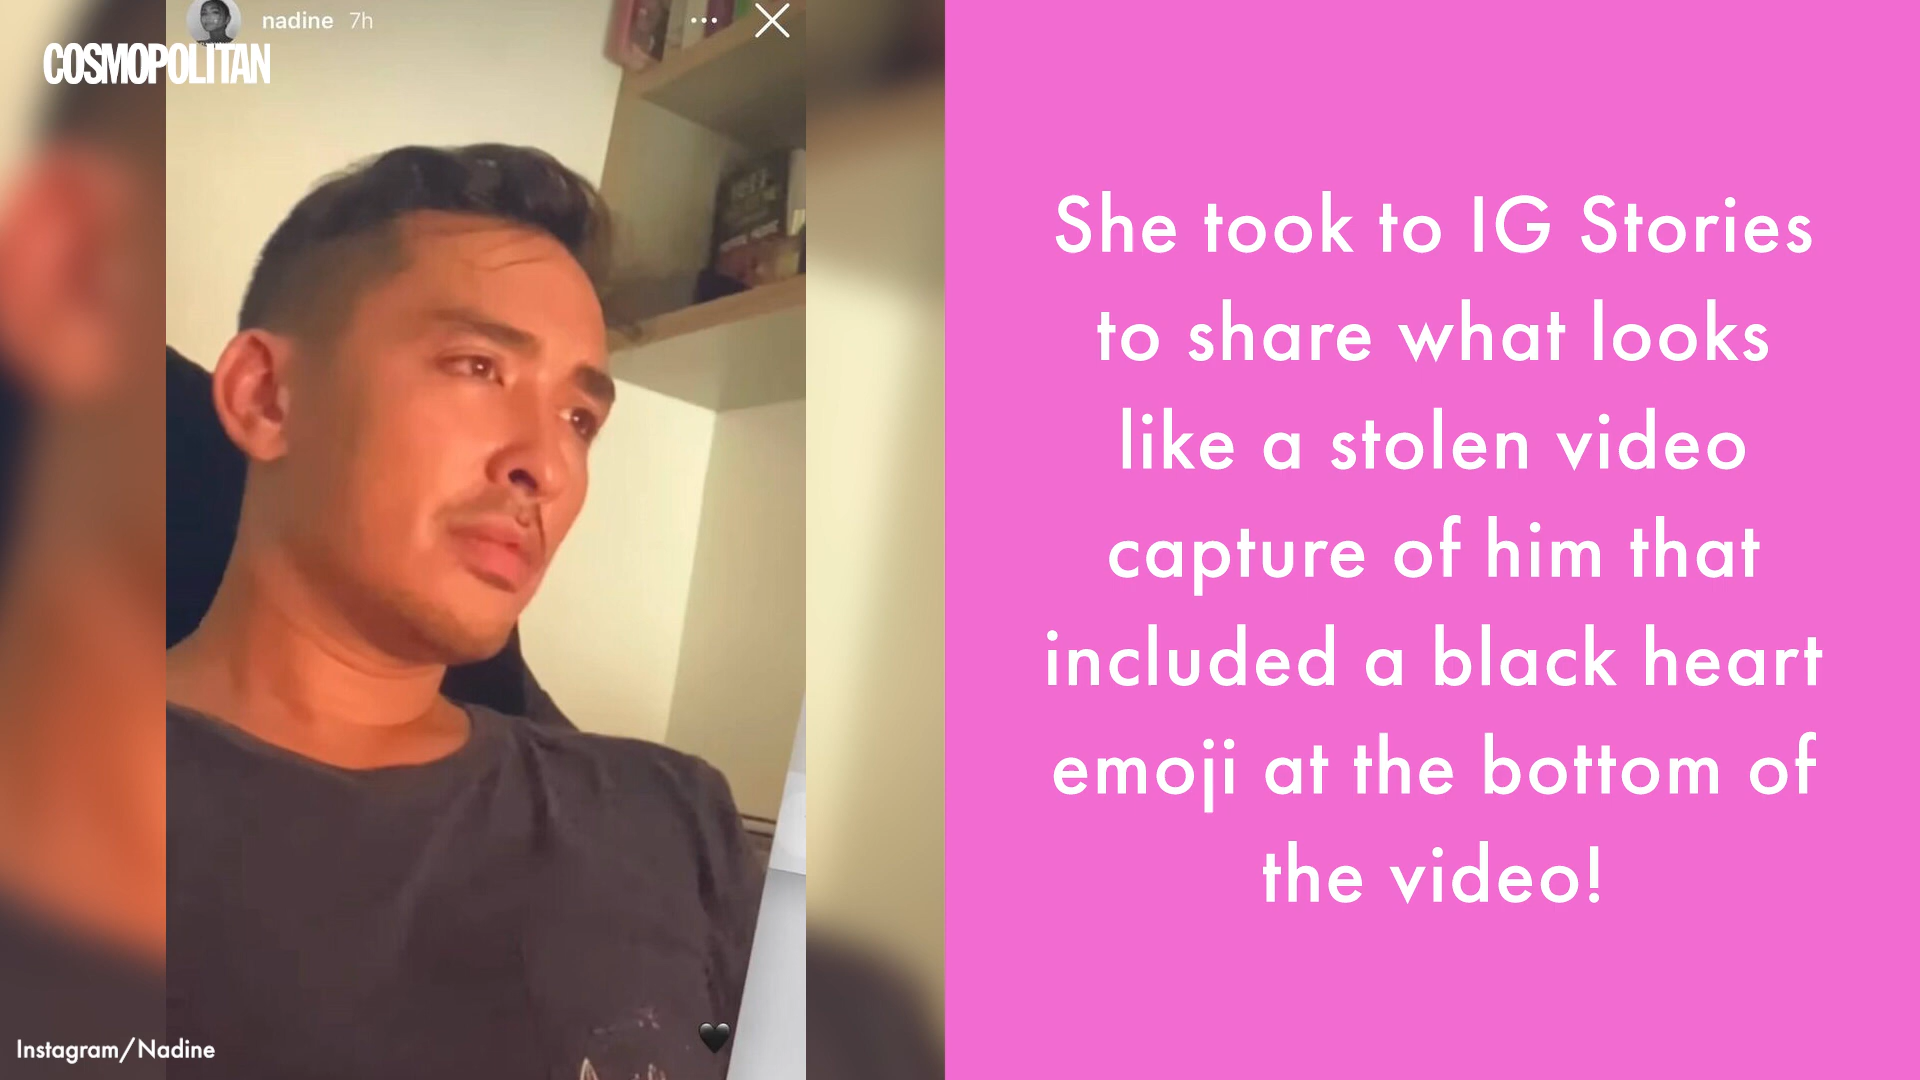 nadine 7h
COSMOPOLITAN
She took to IG Stories
to share what looks
like a stolen video
capture of him that
included a black heart
emoji at the bottom of
the video!
Instagram/Nadine